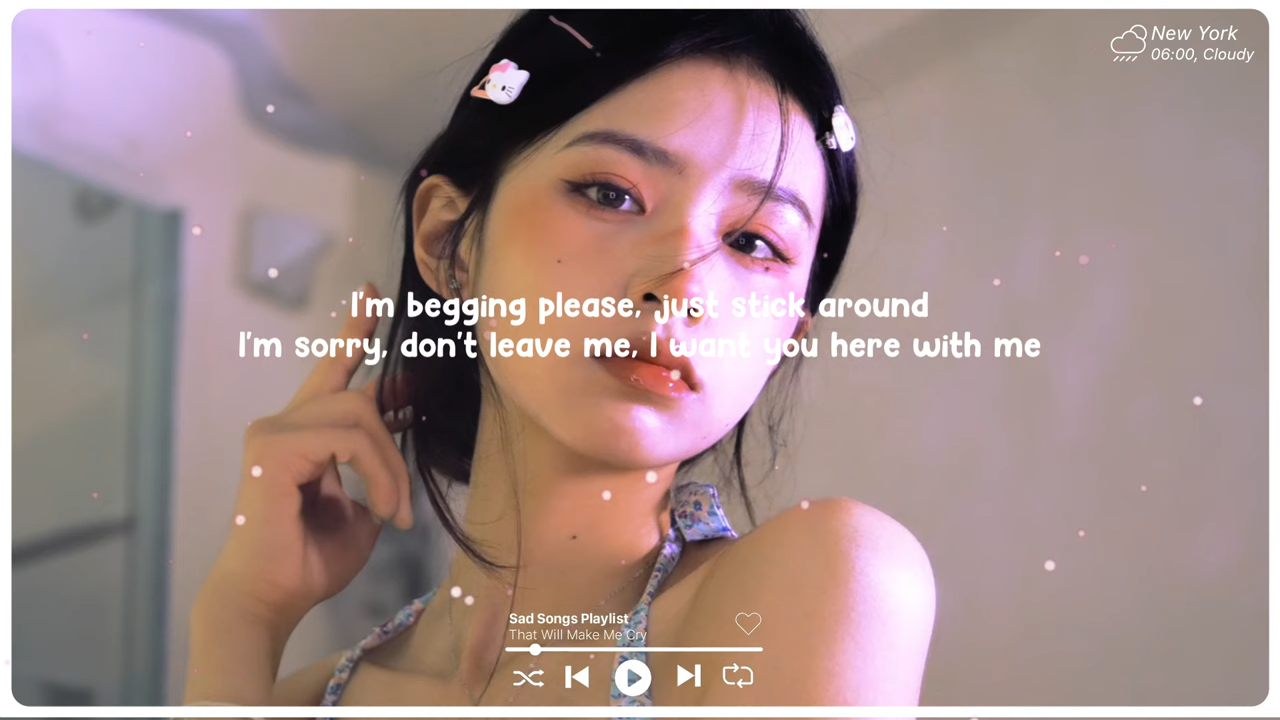 New York
06:00, Cloudy
I'm begging please, just stick around
I'm sorry, don't leave me, I want you here with me
Sad Songs Playlist
That Will Make Me Cry